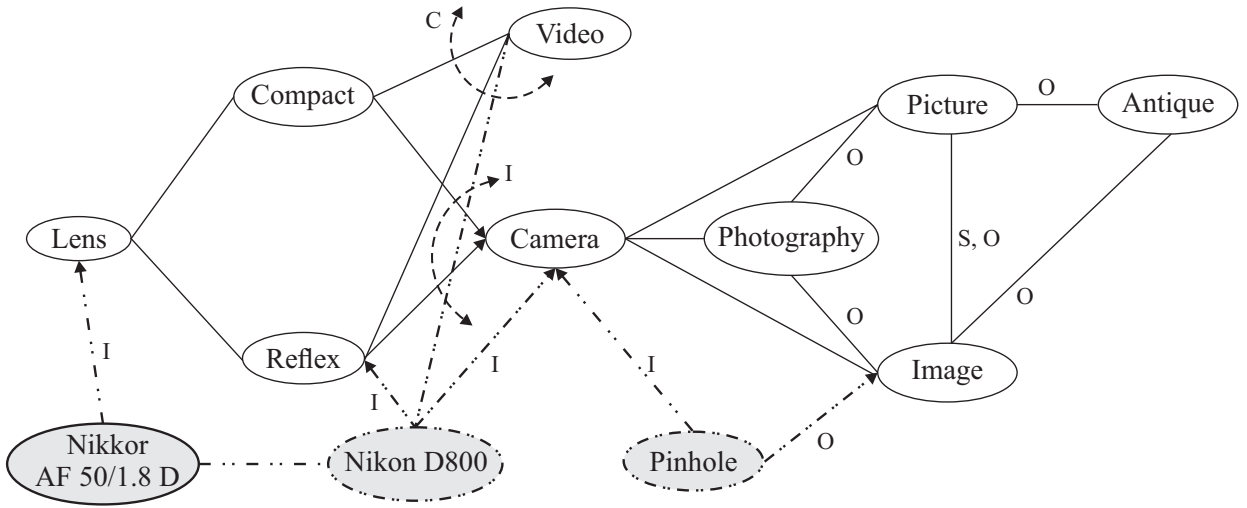 C
Video
Compact
Picture
O
Antique
O
I
Lens
Camera
Photography
S, O
O
O
I
Reflex
I
I
I
Image
Nikkor
AF 50/1.8 D
Nikon D800
Pinhole
O